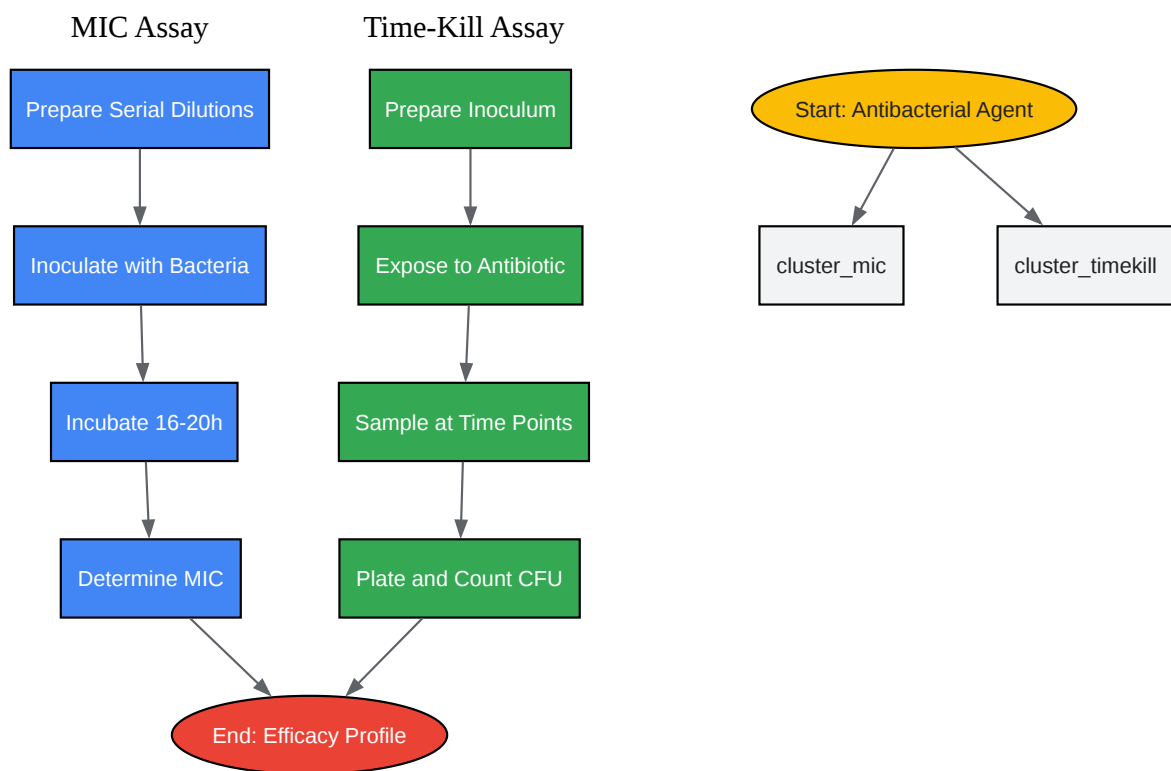 MIC Assay
Time-Kill Assay
Prepare Serial Dilutions
Prepare Inoculum
Start: Antibacterial Agent
Inoculate with Bacteria
Expose to Antibiotic
cluster_mic
cluster_timekill
Incubate 16-20h
Sample at Time Points
Determine MIC
Plate and Count CFU
End: Efficacy Profile